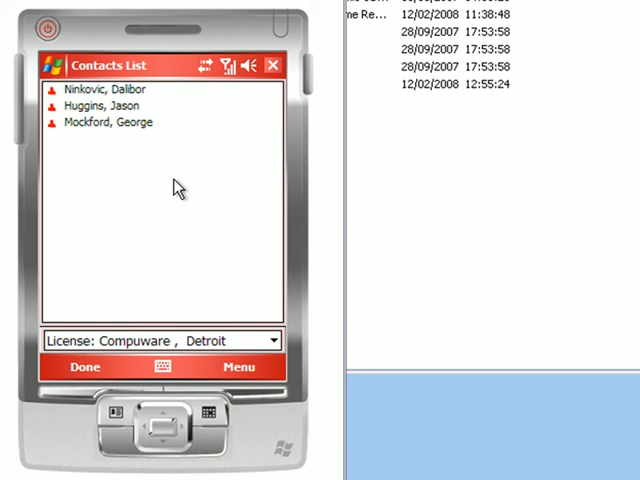 Contacts List
Ninkovic, Dalibor
Huggins, Jason
Mockford, George
License: Compuware , Detroit
Done
Menu
me Re... 12/02/2008 11:38:48
28/09/2007 17:53:58
28/09/2007 17:53:58
28/09/2007 17:53:58
12/02/2008 12:55:24